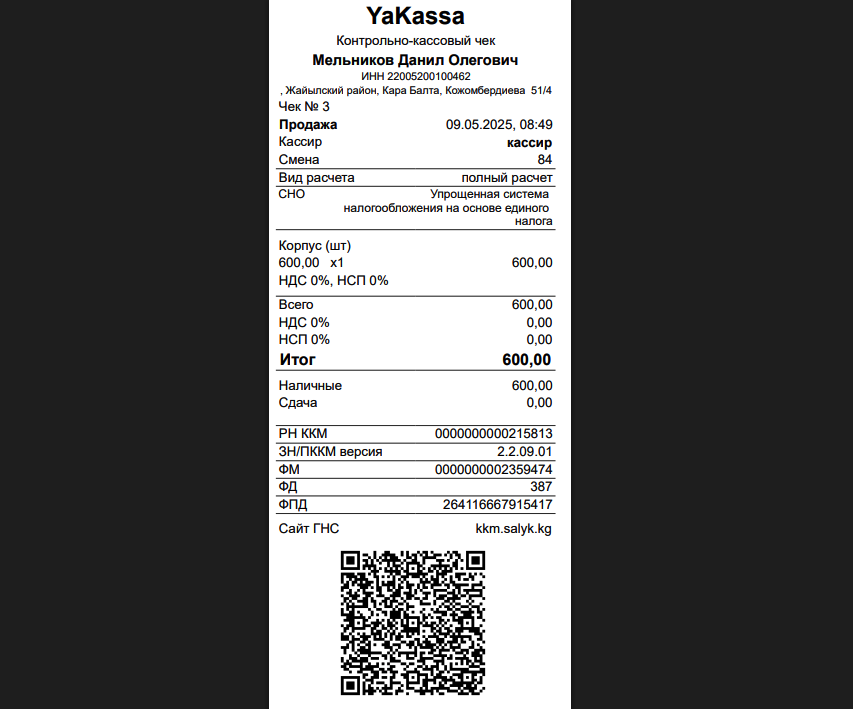 YaKassa
Контрольно-кассовый чек
Мельников Данил Олегович
ИНН 22005200100462
, Жайылский район, Кара Балта, Кожомбердиева 51/4
Чек № 3
Продажа 09.05.2025, 08:49
Кассир кассир
Смена 84
Вид расчета полный расчет
СНО Упрощенная система
налогообложения на основе единого
налога
Корпус (шт)
600,00 x1 600,00
НДС 0%, НСП 0%
Всего 600,00
НДС 0% 0,00
НСП 0% 0,00
Итог 600,00
Наличные 600,00
Сдача 0,00
РН ККМ 0000000000215813
ЗН/ПККМ версия 2.2.09.01
ФМ 0000000002359474
ФД 387
ФПД 264116667915417
Сайт ГНС kkm.salyk.kg